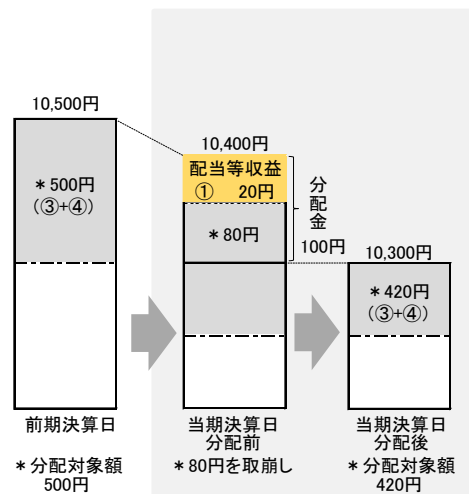 10,500円
*500円
(③+④)
前期決算日
*分配対象額
500円
10,400円
配当等収益
① 20円
*80円
分配金
100円
当期決算日
分配前
*80円を取崩し
10,300円
*420円
(③+④)
当期決算日
分配後
*分配対象額
420円